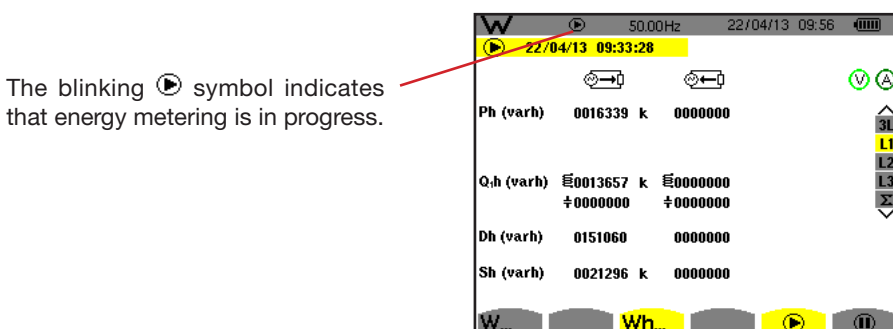 W 50.00Hz 22/04/13 09:56
22/04/13 09:33:28
The blinking symbol indicates
that energy metering is in progress.
V A
Ph (varh) 0016339 k 0000000
3L
L1
L2
L3
Σ
Q₁h (varh) 0013657 k 0000000
0000000 0000000
Dh (varh) 0151060 0000000
Sh (varh) 0021296 k 0000000
W... Wh...